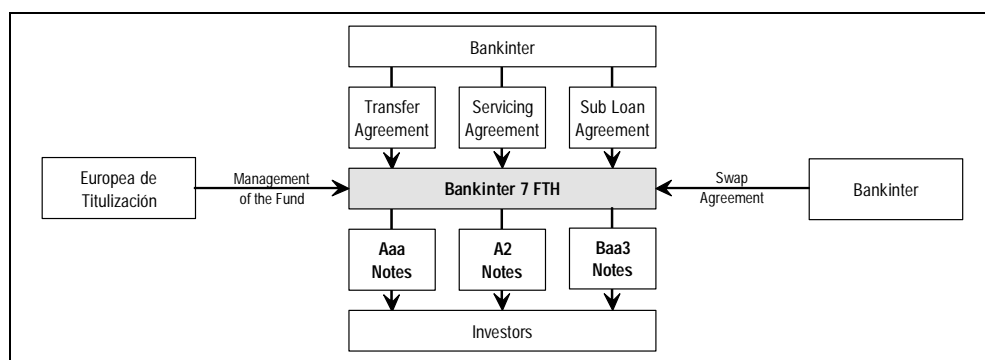 Bankinter
Transfer
Agreement
Servicing
Agreement
Sub Loan
Agreement
Europea de
Titulización
Management
of the Fund
Bankinter 7 FTH
Swap
Agreement
Bankinter
Aaa
Notes
A2
Notes
Baa3
Notes
Investors